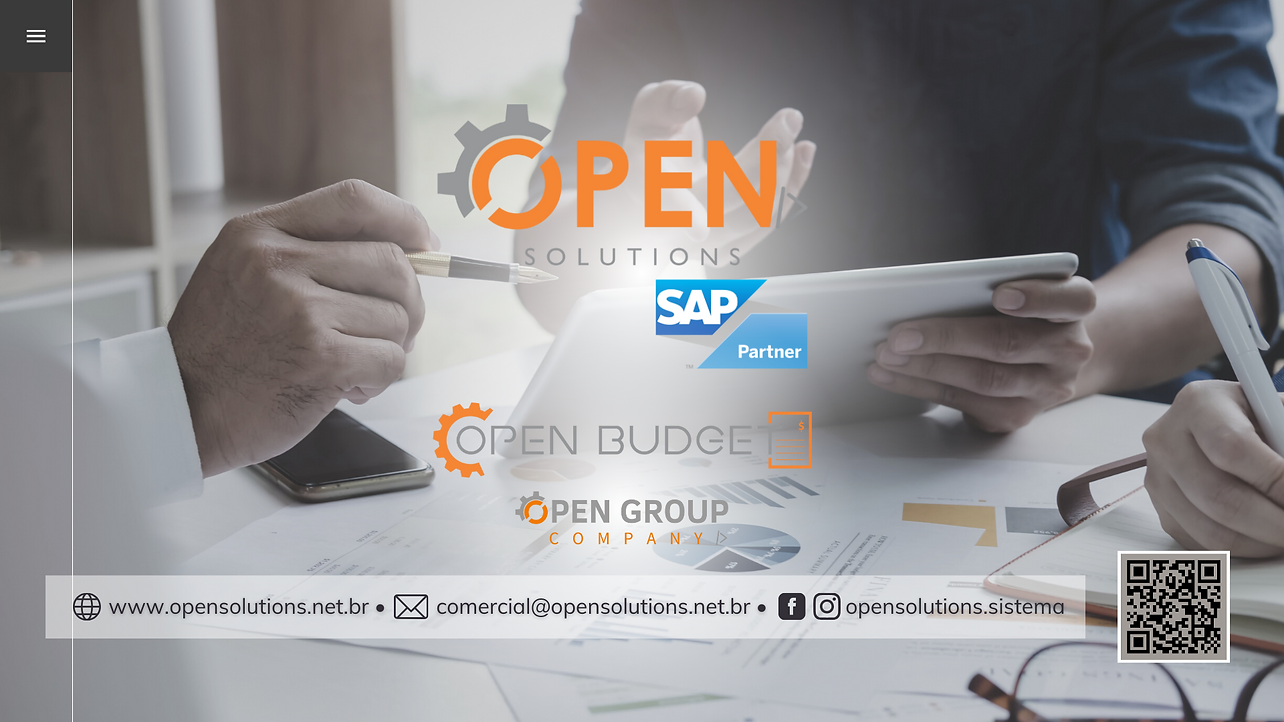 OPEN
SOLUTIONS
SAP
Partner
TM
OPEN BUDGET
$
OPEN GROUP
COMPANY
www.opensolutions.net.br • comercial@opensolutions.net.br • opensolutions.sistema